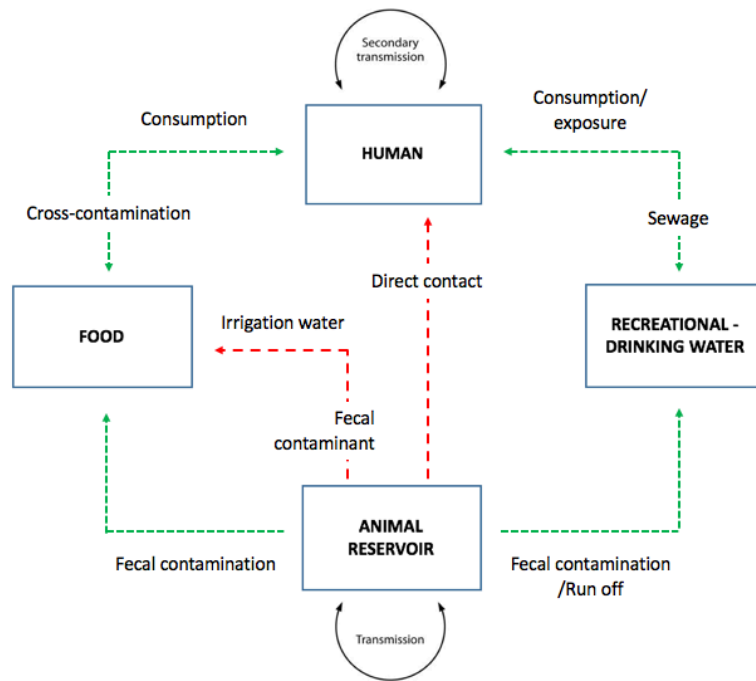 Secondary
transmission
Consumption/
exposure
Consumption
HUMAN
Cross-contamination
Sewage
Direct contact
Irrigation water
FOOD
RECREATIONAL -
DRINKING WATER
Fecal
contaminant
ANIMAL
RESERVOIR
Fecal contamination
Fecal contamination
/Run off
Transmission